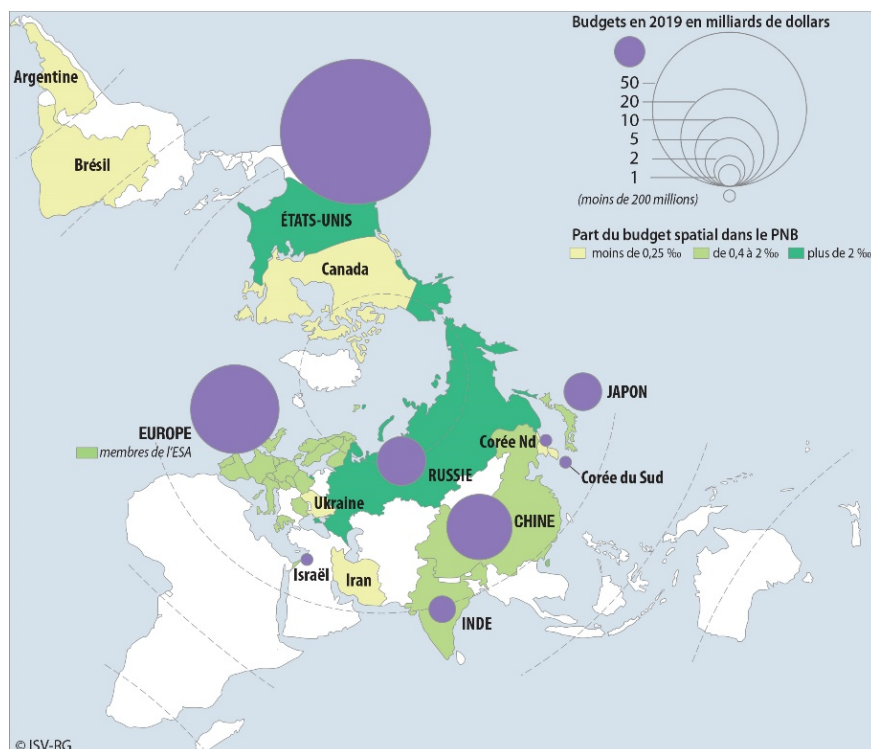 Budgets en 2019 en milliards de dollars
50
20
10
5
2
1
(moins de 200 millions)
Part du budget spatial dans le PNB
moins de 0,25 ‰
de 0,4 à 2 ‰
plus de 2 ‰
Argentine
Brésil
ÉTATS-UNIS
Canada
EUROPE
membres de l'ESA
JAPON
Corée Nd
Corée du Sud
RUSSIE
Ukraine
CHINE
Israël
Iran
INDE
© ISV-RG